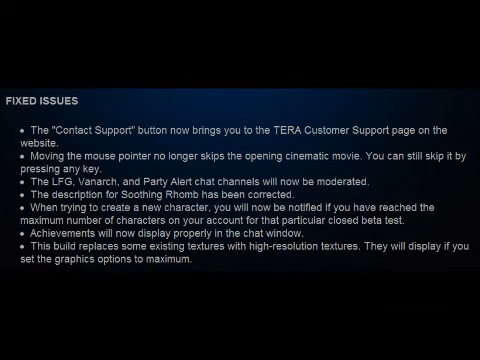 FIXED ISSUES
• The "Contact Support" button now brings you to the TERA Customer Support page on the
website.
• Moving the mouse pointer no longer skips the opening cinematic movie. You can still skip it by
pressing any key.
• The LFG, Vanarch, and Party Alert chat channels will now be moderated.
• The description for Soothing Rhomb has been corrected.
• When trying to create a new character, you will now be notified if you have reached the
maximum number of characters on your account for that particular closed beta test.
• Achievements will now display properly in the chat window.
• This build replaces some existing textures with high-resolution textures. They will display if you
set the graphics options to maximum.